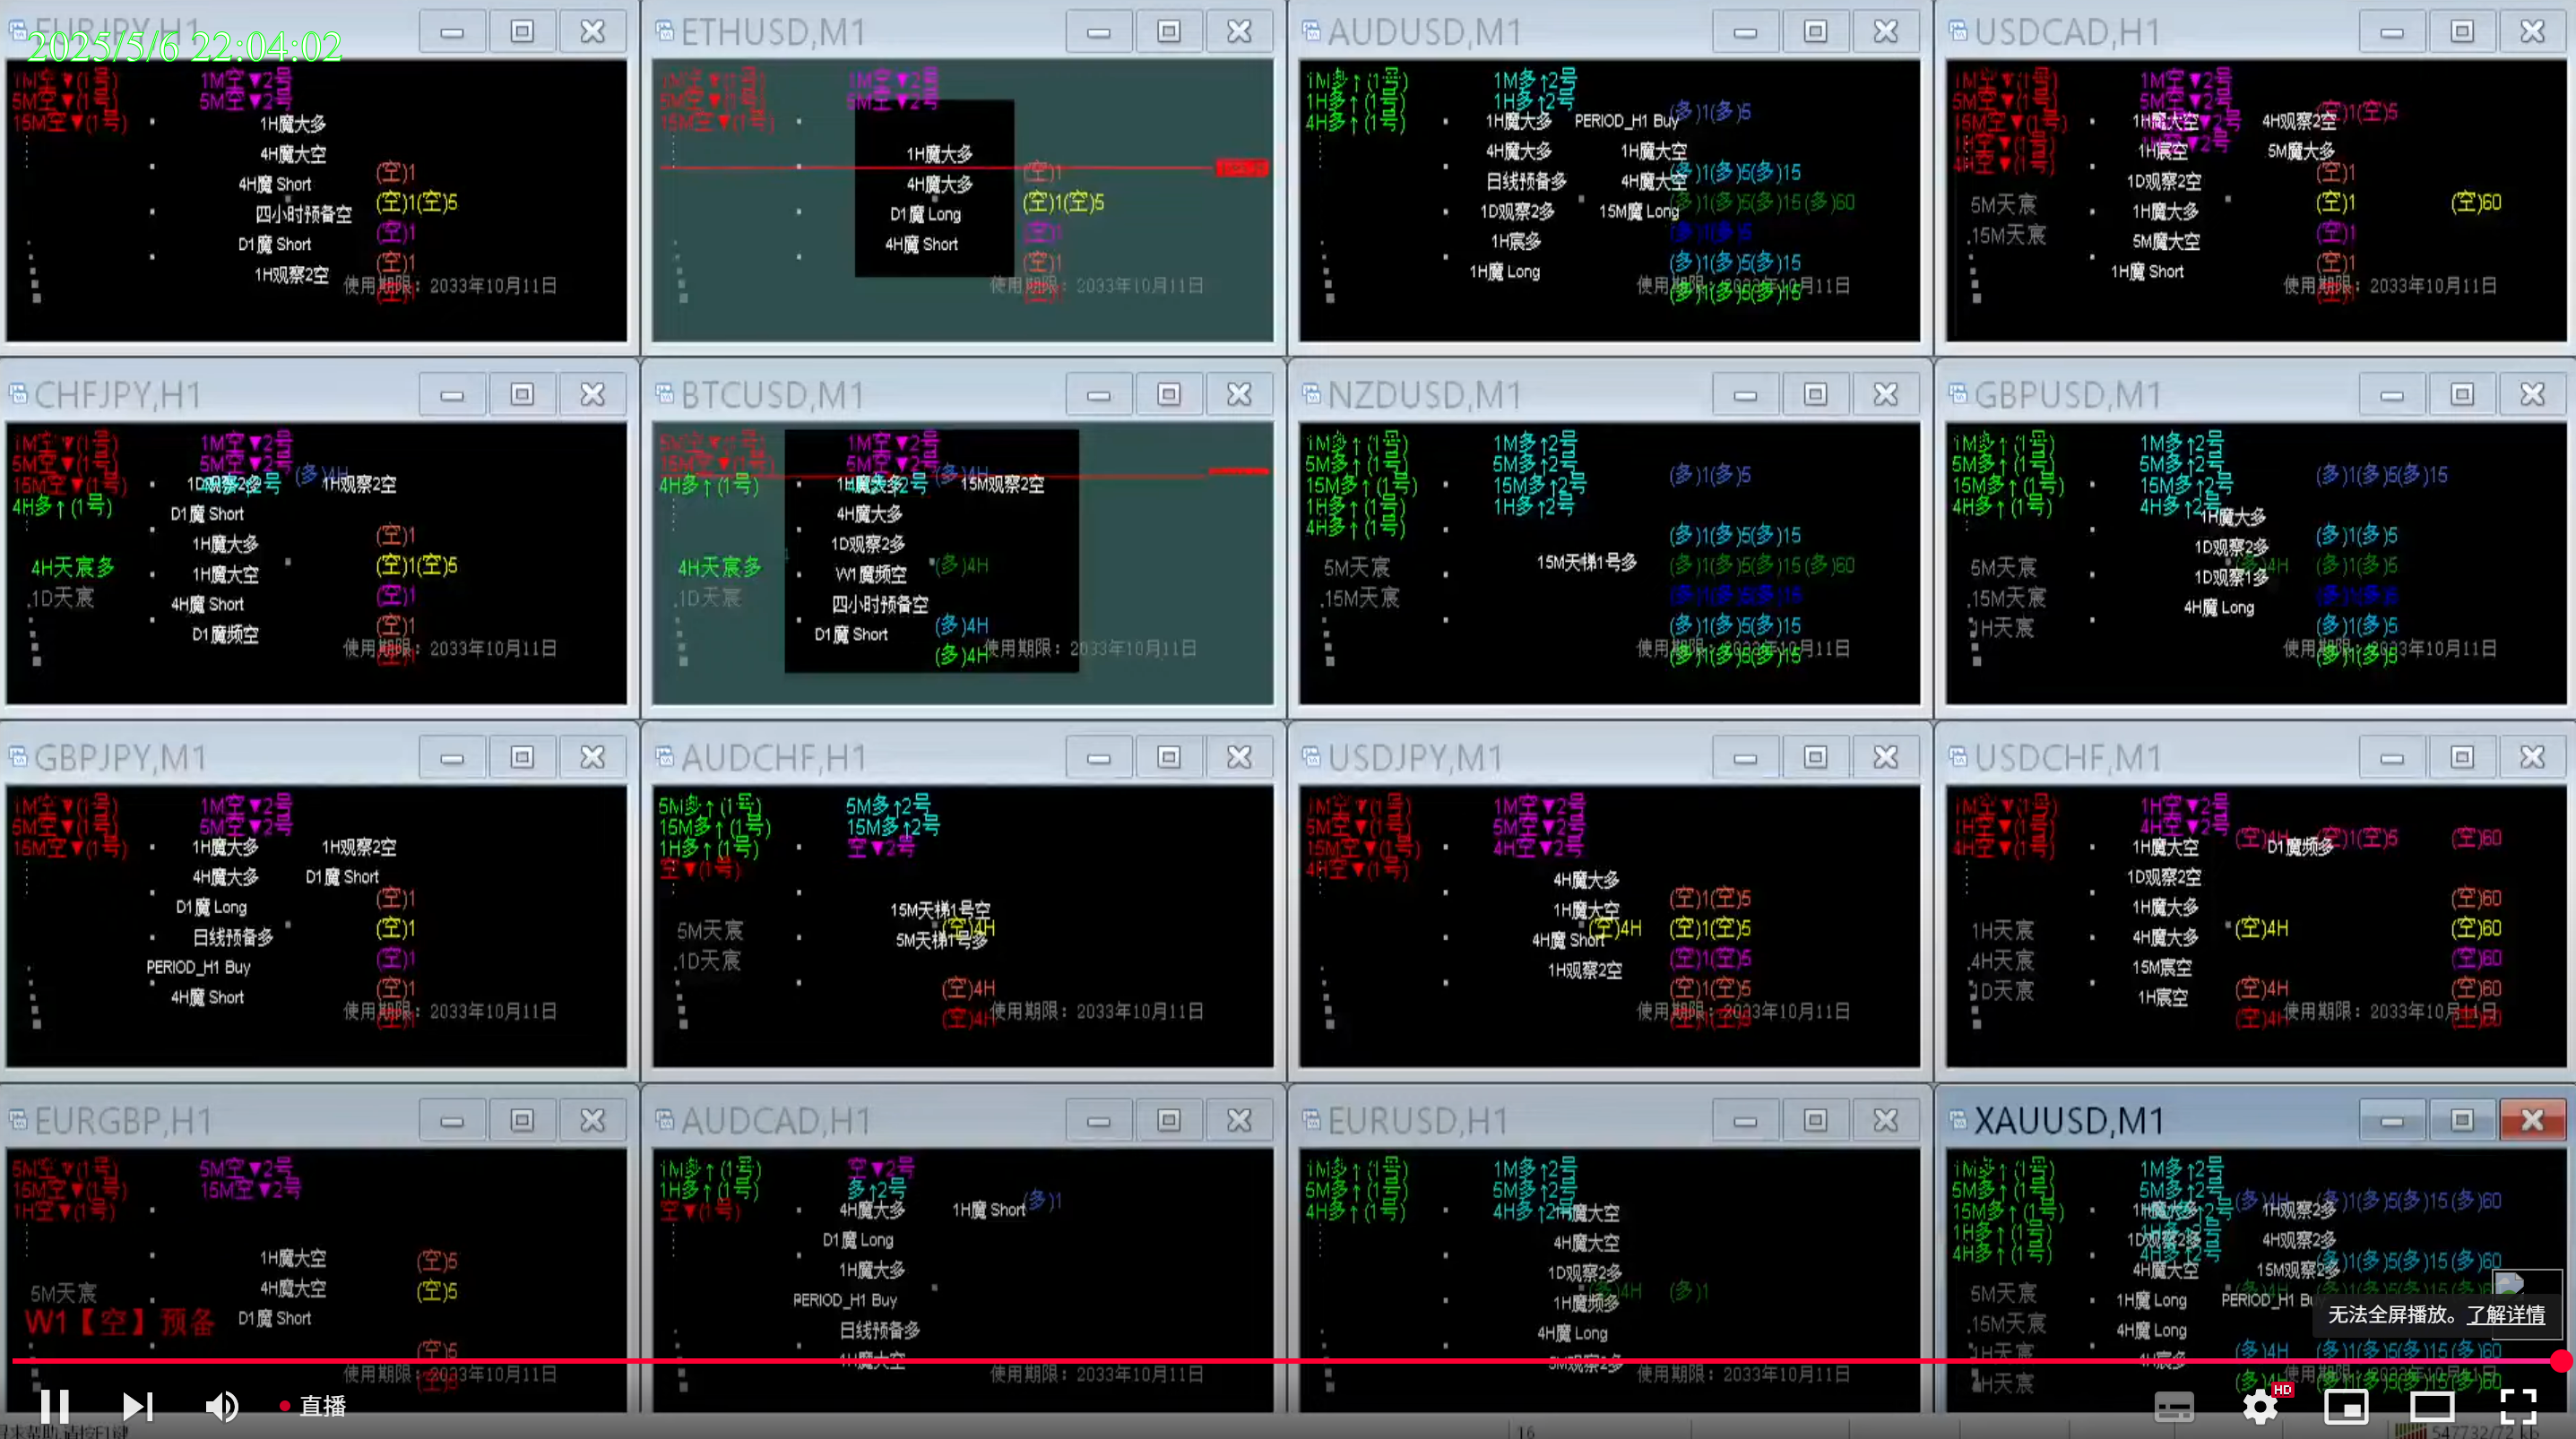 EURJPY,H1
2025/5/6 22:04:02
1M空▼(1号)
5M空▼(1号)
15M空▼(1号)
1M空▼2号
5M空▼2号
1H魔大多
4H魔大空
4H魔 Short
四小时预备空
D1魔 Short
1H观察2空
(空)1
(空)1(空)5
(空)1
(空)1
使用期限：2033年10月11日
ETHUSD,M1
1M空▼(1号)
5M空▼(1号)
15M空▼(1号)
1M空▼2号
5M空▼2号
1H魔大多
4H魔大多
D1魔 Long
4H魔 Short
(空)1
(空)1(空)5
(空)1
(空)1
使用期限：2033年10月11日
AUDUSD,M1
1M多↑(1号)
1H多↑(1号)
4H多↑(1号)
1M多↑2号
1H多↑2号
1H魔大多
PERIOD_H1 Buy
4H魔大多
1H魔大空
日线预备多
4H魔大空
1D观察2多
15M魔 Long
1H宸多
1H魔 Long
(多)1(多)5
(多)1(多)5(多)15
(多)1(多)5(多)15(多)60
(多)1(多)5
(多)1(多)5(多)15
(多)1(多)5(多)15
使用期限：2033年10月11日
USDCAD,H1
1M空▼(1号)
5M空▼(1号)
15M空▼(1号)
1H空▼(1号)
4H空▼(1号)
1M空▼2号
5M空▼2号
1H魔大空
4H观察2空
1H宸空
5M魔大多
1D观察2空
1H魔大多
5M魔大空
1H魔 Short
5M天宸
15M天宸
(空)1(空)5
(空)1
(空)1
(空)60
(空)1
(空)1
使用期限：2033年10月11日
CHFJPY,H1
1M空▼(1号)
5M空▼(1号)
15M空▼(1号)
4H多↑(1号)
1M空▼2号
5M空▼2号
(多)4H
1D观察2多
1H观察2空
D1魔 Short
1H魔大多
1H魔大空
4H魔 Short
D1魔频空
4H天宸多
1D天宸
(空)1
(空)1(空)5
(空)1
(空)1
使用期限：2033年10月11日
BTCUSD,M1
5M空▼(1号)
15M空▼(1号)
4H多↑(1号)
1M空▼2号
5M空▼2号
(多)4H
1H魔大多
15M观察2空
4H魔大多
1D观察2多
W1魔频空
四小时预备空
D1魔 Short
4H天宸多
1D天宸
(多)4H
(多)4H
(多)4H
使用期限：2033年10月11日
NZDUSD,M1
1M多↑(1号)
5M多↑(1号)
15M多↑(1号)
1H多↑(1号)
4H多↑(1号)
1M多↑2号
5M多↑2号
15M多↑2号
1H多↑2号
15M天梯1号多
5M天宸
15M天宸
(多)1(多)5
(多)1(多)5(多)15
(多)1(多)5(多)15(多)60
(多)1(多)5(多)15
(多)1(多)5(多)15
(多)1(多)5(多)15
使用期限：2033年10月11日
GBPUSD,M1
1M多↑(1号)
5M多↑(1号)
15M多↑(1号)
4H多↑(1号)
1M多↑2号
5M多↑2号
15M多↑2号
4H多↑2号
1H魔大多
1D观察2多
1D观察1多
4H魔 Long
5M天宸
15M天宸
1H天宸
(多)1(多)5(多)15
(多)1(多)5
(多)4H
(多)1(多)5
(多)1(多)5
(多)1(多)5
(多)1(多)5
使用期限：2033年10月11日
GBPJPY,M1
1M空▼(1号)
5M空▼(1号)
15M空▼(1号)
1M空▼2号
5M空▼2号
1H魔大多
1H观察2空
4H魔大多
D1魔 Short
D1魔 Long
日线预备多
PERIOD_H1 Buy
4H魔 Short
(空)1
(空)1
(空)1
(空)1
使用期限：2033年10月11日
AUDCHF,H1
5M多↑(1号)
15M多↑(1号)
1H多↑(1号)
空▼(1号)
5M多↑2号
15M多↑2号
空▼2号
15M天梯1号空
5M天梯1号多
5M天宸
1D天宸
(空)4H
(空)4H
(空)4H
使用期限：2033年10月11日
USDJPY,M1
1M空▼(1号)
5M空▼(1号)
15M空▼(1号)
4H空▼(1号)
1M空▼2号
5M空▼2号
4H空▼2号
4H魔大多
1H魔大空
4H魔 Short
1H观察2空
(空)1(空)5
(空)4H
(空)1(空)5
(空)1(空)5
(空)1(空)5
(空)1(空)5
使用期限：2033年10月11日
USDCHF,M1
1M空▼(1号)
1H空▼(1号)
4H空▼(1号)
1H空▼2号
4H空▼2号
(空)4H
(空)1(空)5
(空)60
1H魔大空
D1魔频多
1D观察2空
1H魔大多
4H魔大多
15M宸空
1H宸空
1H天宸
4H天宸
1D天宸
(空)60
(空)4H
(空)60
(空)60
(空)4H
(空)60
(空)4H
(空)60
使用期限：2033年10月11日
EURGBP,H1
5M空▼(1号)
15M空▼(1号)
1H空▼(1号)
5M空▼2号
15M空▼2号
1H魔大空
4H魔大空
D1魔 Short
5M天宸
W1【空】预备
(空)5
(空)5
(空)5
使用期限：2033年10月11日
AUDCAD,H1
1M多↑(1号)
1H多↑(1号)
空▼(1号)
空▼2号
多↑2号
4H魔大多
1H魔 Short
(多)1
D1魔 Long
1H魔大多
PERIOD_H1 Buy
日线预备多
4H魔大空
使用期限：2033年10月11日
EURUSD,H1
1M多↑(1号)
5M多↑(1号)
4H多↑(1号)
1M多↑2号
5M多↑2号
4H多↑2号
1H魔大空
4H魔大空
1D观察2多
1H魔频多
4H魔 Long
5M观察2多
(多)4H
(多)1
使用期限：2033年10月11日
XAUUSD,M1
1M多↑(1号)
5M多↑(1号)
15M多↑(1号)
1H多↑(1号)
4H多↑(1号)
1M多↑2号
5M多↑2号
(多)4H
(多)1(多)5(多)15(多)60
1H魔大多
1H观察2多
1D观察2多
4H观察2多
4H魔大空
15M观察2多
1H魔 Long
PERIOD_H1 Bu
4H魔 Long
5M天宸
15M天宸
1H天宸
4H天宸
(多)1(多)5(多)15(多)60
(多)4H
(多)1(多)5(多)15(多)60
无法全屏播放。了解详情
直播
HD
16
547732/72 kb